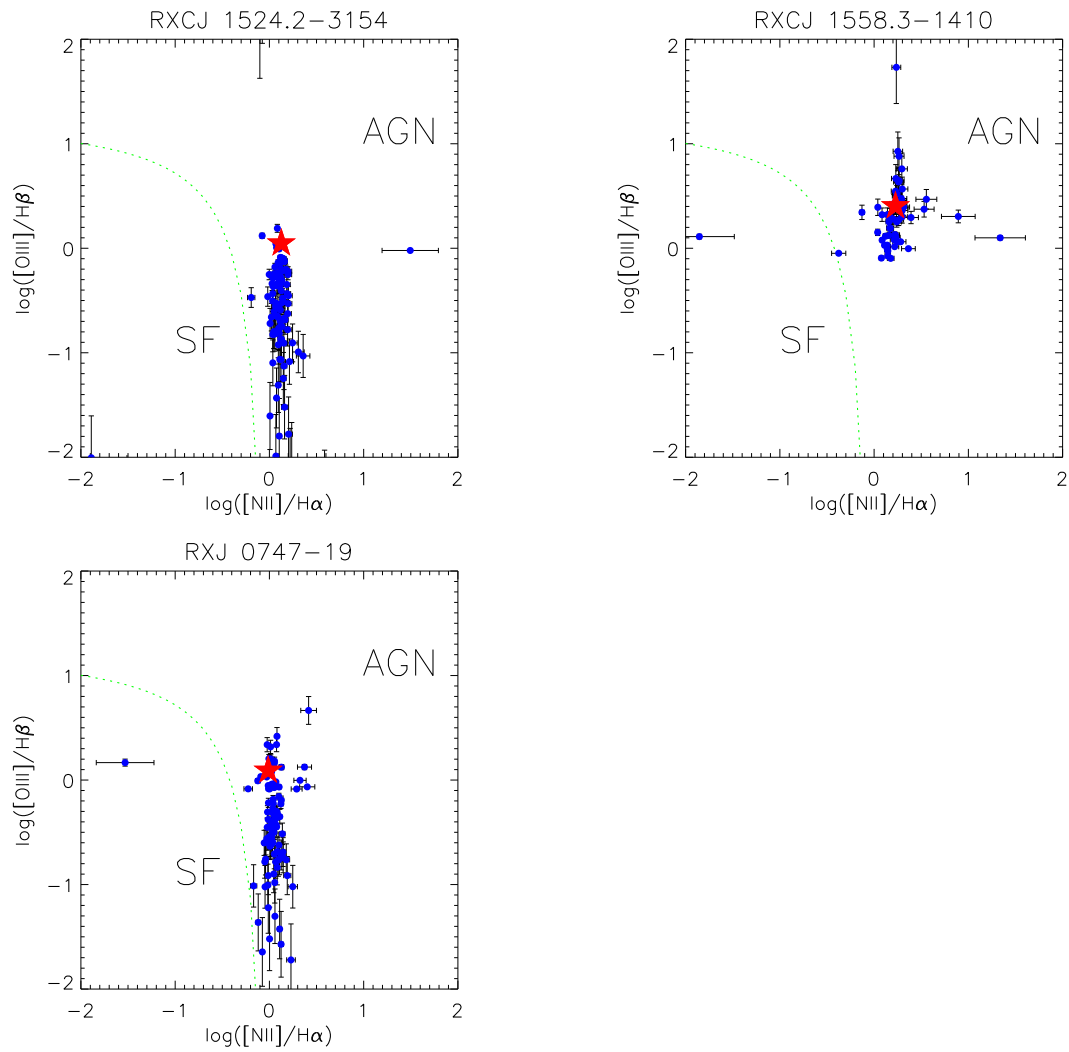 RXCJ 1524.2−3154
2
1
0
−1
−2
log([OIII]/Hβ)
AGN
SF
−2 −1 0 1 2
log([NII]/Hα)
RXCJ 1558.3−1410
2
1
0
−1
−2
log([OIII]/Hβ)
AGN
SF
−2 −1 0 1 2
log([NII]/Hα)
RXJ 0747−19
2
1
0
−1
−2
log([OIII]/Hβ)
AGN
SF
−2 −1 0 1 2
log([NII]/Hα)